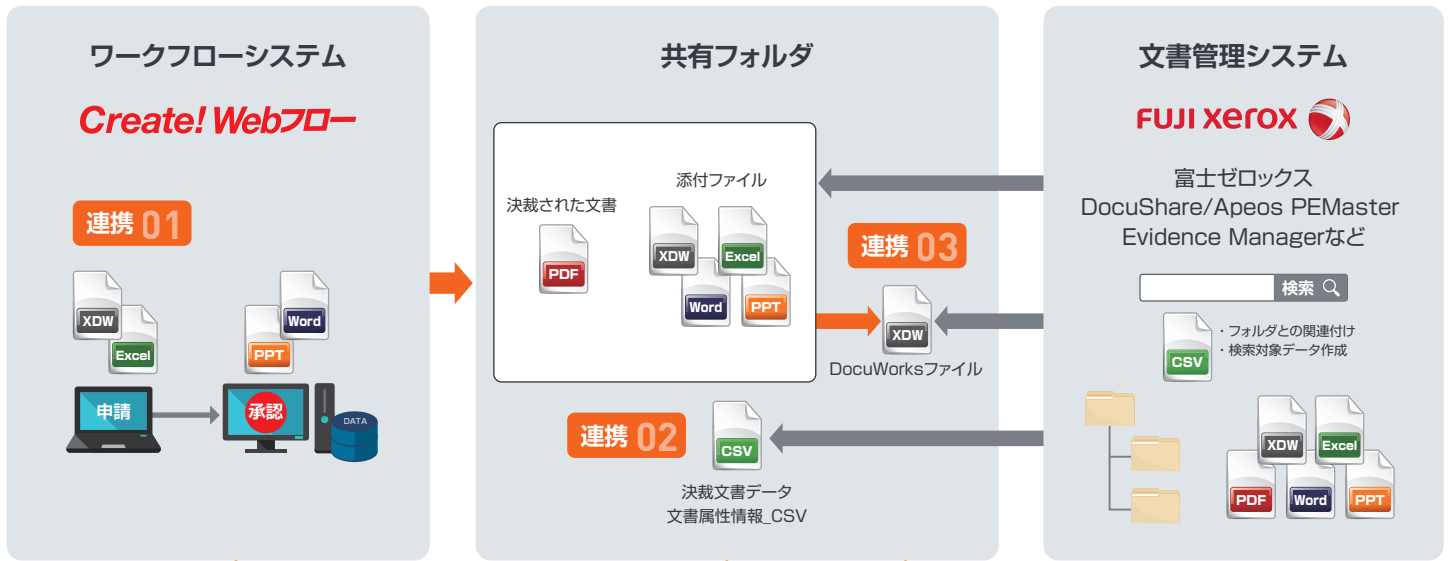 ワークフローシステム
Create! Webフロー
連携 01
XDW
Excel
Word
PPT
申請
承認
DATA
共有フォルダ
決裁された文書
PDF
添付ファイル
XDW
Excel
Word
PPT
連携 03
XDW
DocuWorksファイル
連携 02
CSV
決裁文書データ
文書属性情報_CSV
文書管理システム
FUJI xerox
富士ゼロックス
DocuShare/Apeos PEMaster
Evidence Managerなど
検索
CSV
・フォルダとの関連付け
・検索対象データ作成
XDW
Excel
PDF
Word
PPT